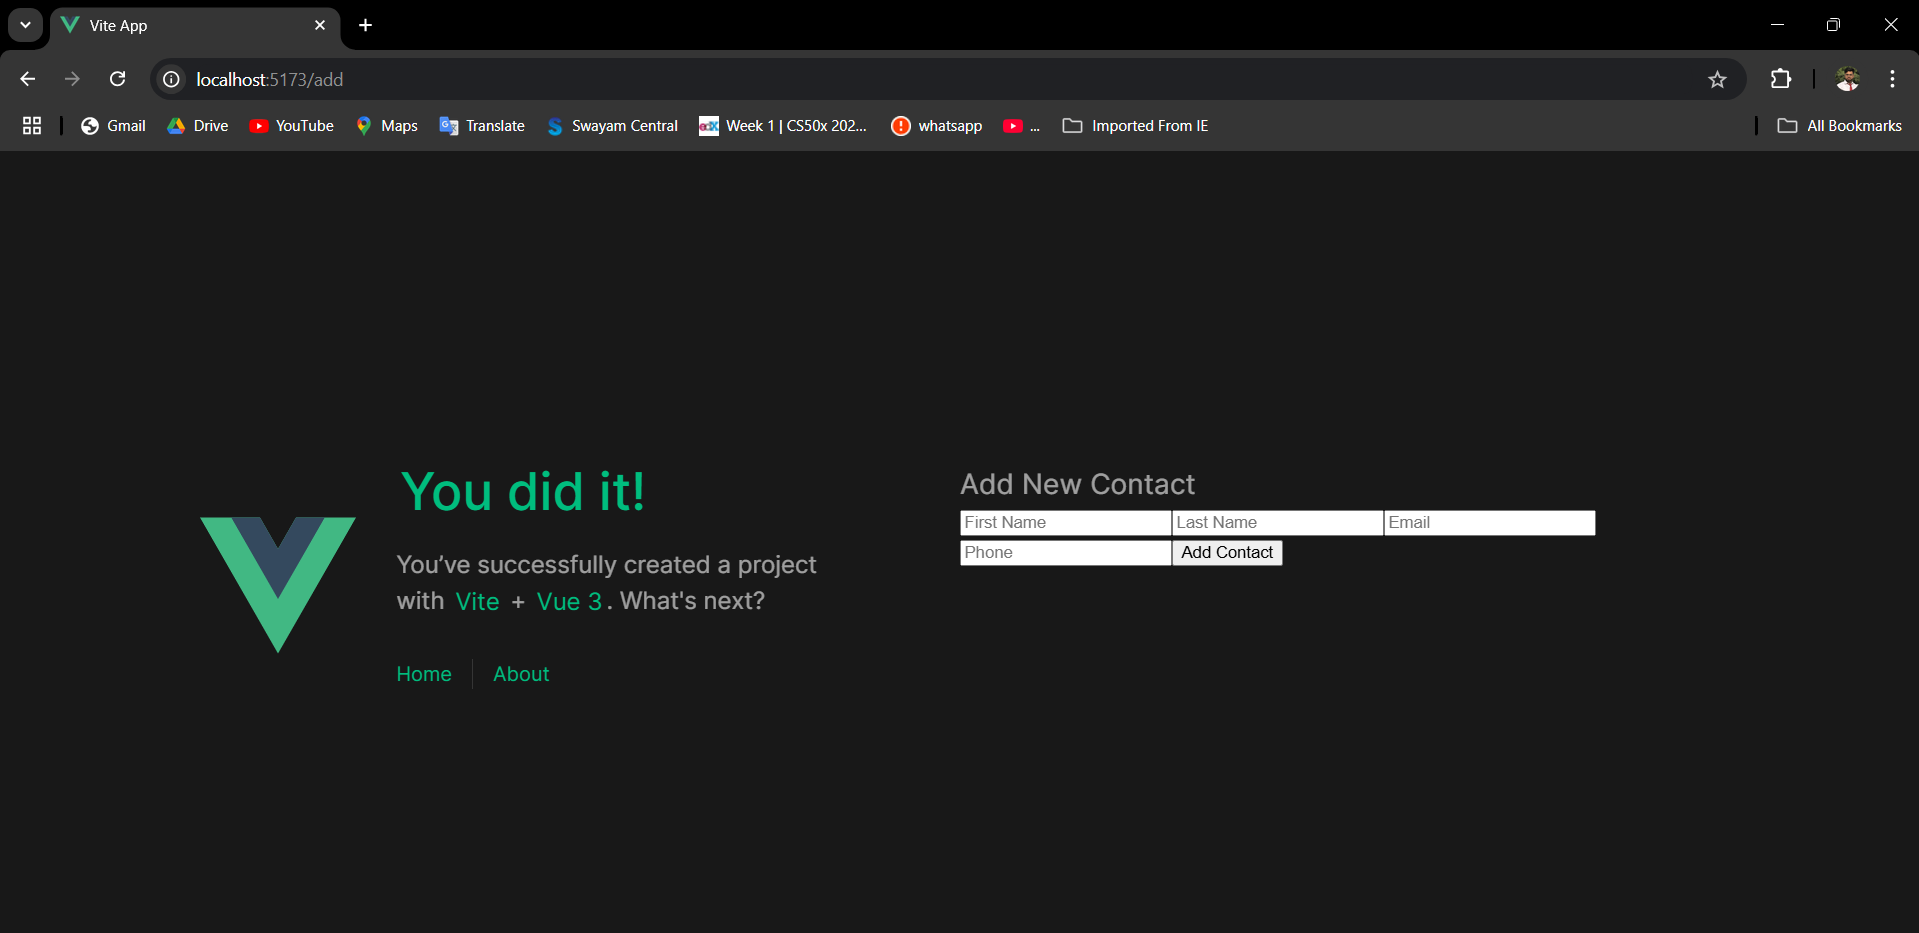 Vite App
localhost:5173/add
Gmail
Drive
YouTube
Maps
Translate
Swayam Central
Week 1 | CS50x 202...
whatsapp
...
Imported From IE
All Bookmarks
You did it!
You’ve successfully created a project
with Vite + Vue 3. What's next?
Home
About
Add New Contact
First Name
Last Name
Email
Phone
Add Contact